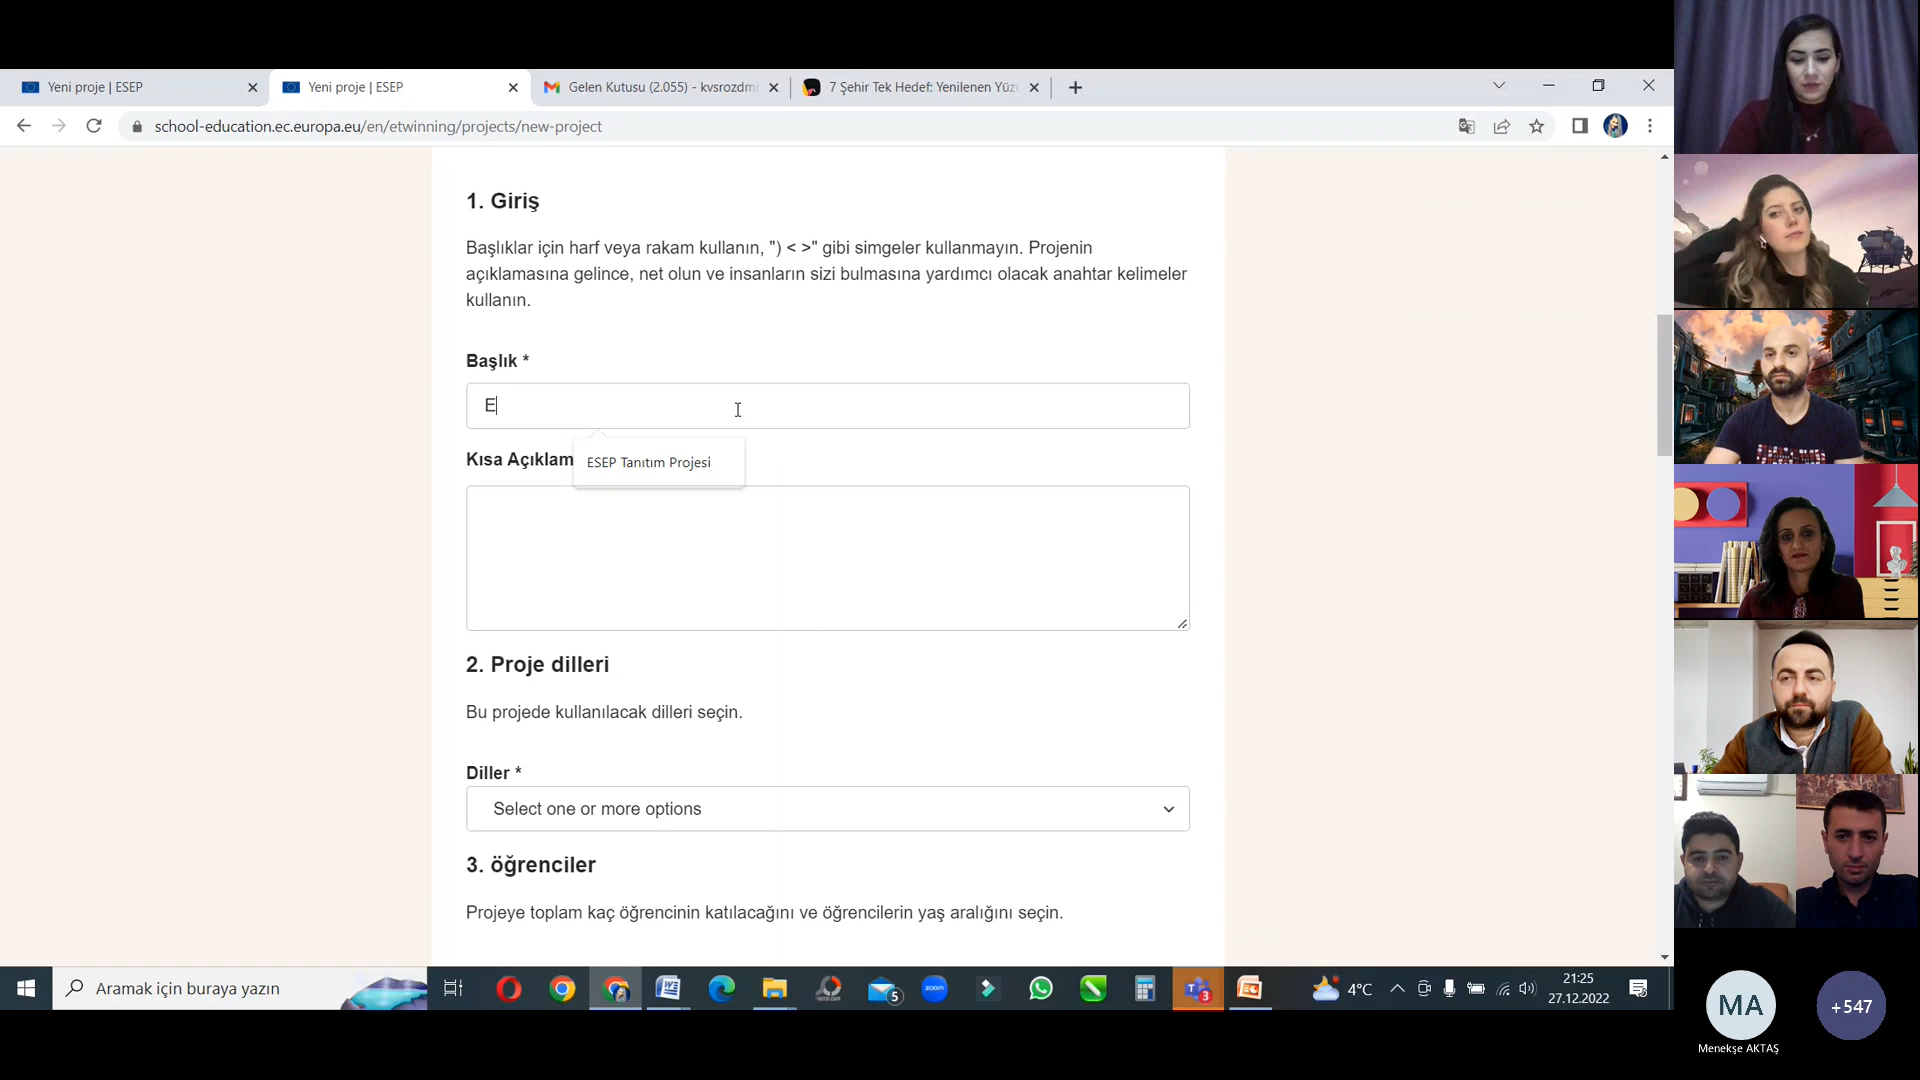 Yeni proje | ESEP
Yeni proje | ESEP
Gelen Kutusu (2.055) - kvsrozdmr
7 Şehir Tek Hedef: Yenilenen Yüzü
school-education.ec.europa.eu/en/etwinning/projects/new-project
1. Giriş
Başlıklar için harf veya rakam kullanın, ") < >" gibi simgeler kullanmayın. Projenin
açıklamasına gelince, net olun ve insanların sizi bulmasına yardımcı olacak anahtar kelimeler
kullanın.
Başlık *
E
Kısa Açıklam
ESEP Tanıtım Projesi
2. Proje dilleri
Bu projede kullanılacak dilleri seçin.
Diller *
Select one or more options
3. öğrenciler
Projeye toplam kaç öğrencinin katılacağını ve öğrencilerin yaş aralığını seçin.
Aramak için buraya yazın
5
zoom
3
4°C
21:25
27.12.2022
MA
+547
Menekşe AKTAŞ